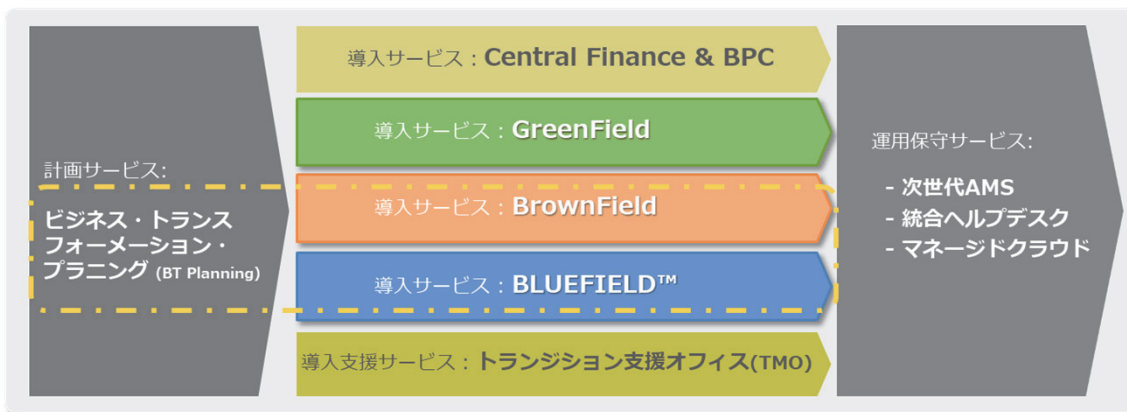 計画サービス:
ビジネス・トランス
フォーメーション・
プラニング (BT Planning)
導入サービス：Central Finance & BPC
導入サービス：GreenField
導入サービス：BrownField
導入サービス：BLUEFIELD™
導入支援サービス：トランジション支援オフィス(TMO)
運用保守サービス:
- 次世代AMS
- 統合ヘルプデスク
- マネージドクラウド